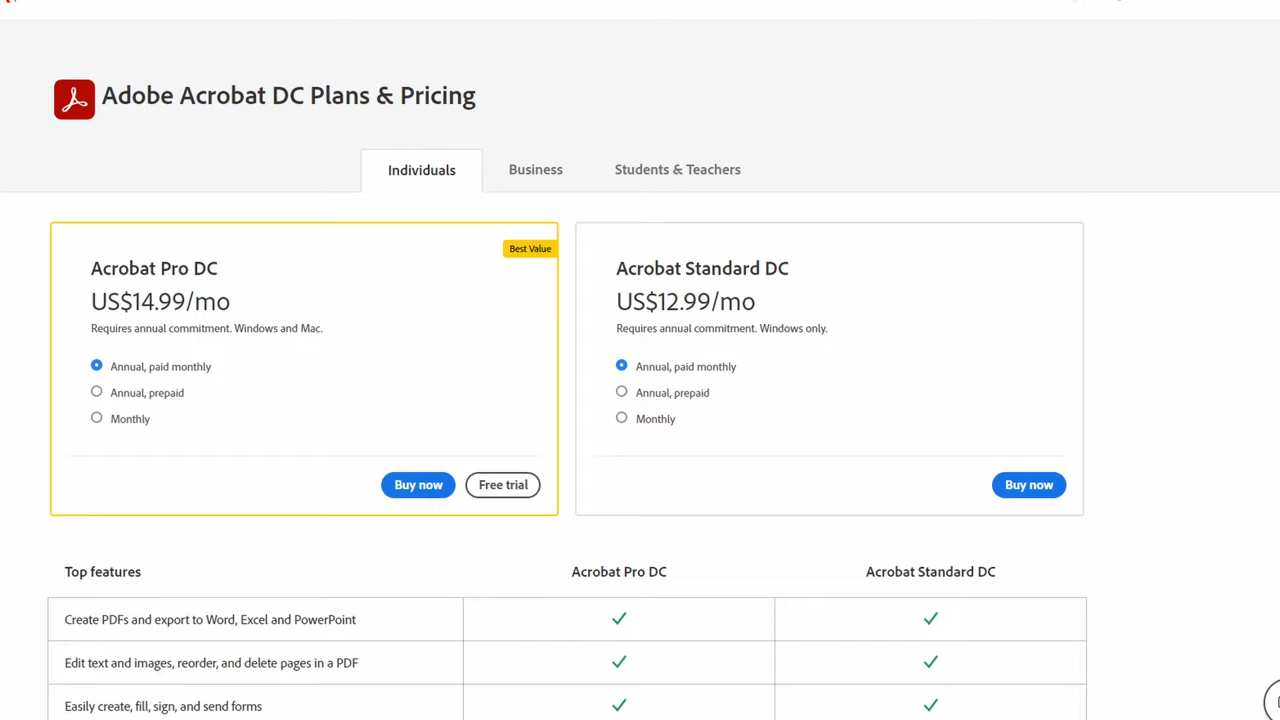 Adobe Acrobat DC Plans & Pricing
Individuals
Business
Students & Teachers
Best Value
Acrobat Pro DC
US$14.99/mo
Requires annual commitment. Windows and Mac.
Annual, paid monthly
Annual, prepaid
Monthly
Buy now
Free trial
Acrobat Standard DC
US$12.99/mo
Requires annual commitment. Windows only.
Annual, paid monthly
Annual, prepaid
Monthly
Buy now
Top features
Acrobat Pro DC
Acrobat Standard DC
Create PDFs and export to Word, Excel and PowerPoint
Edit text and images, reorder, and delete pages in a PDF
Easily create, fill, sign, and send forms